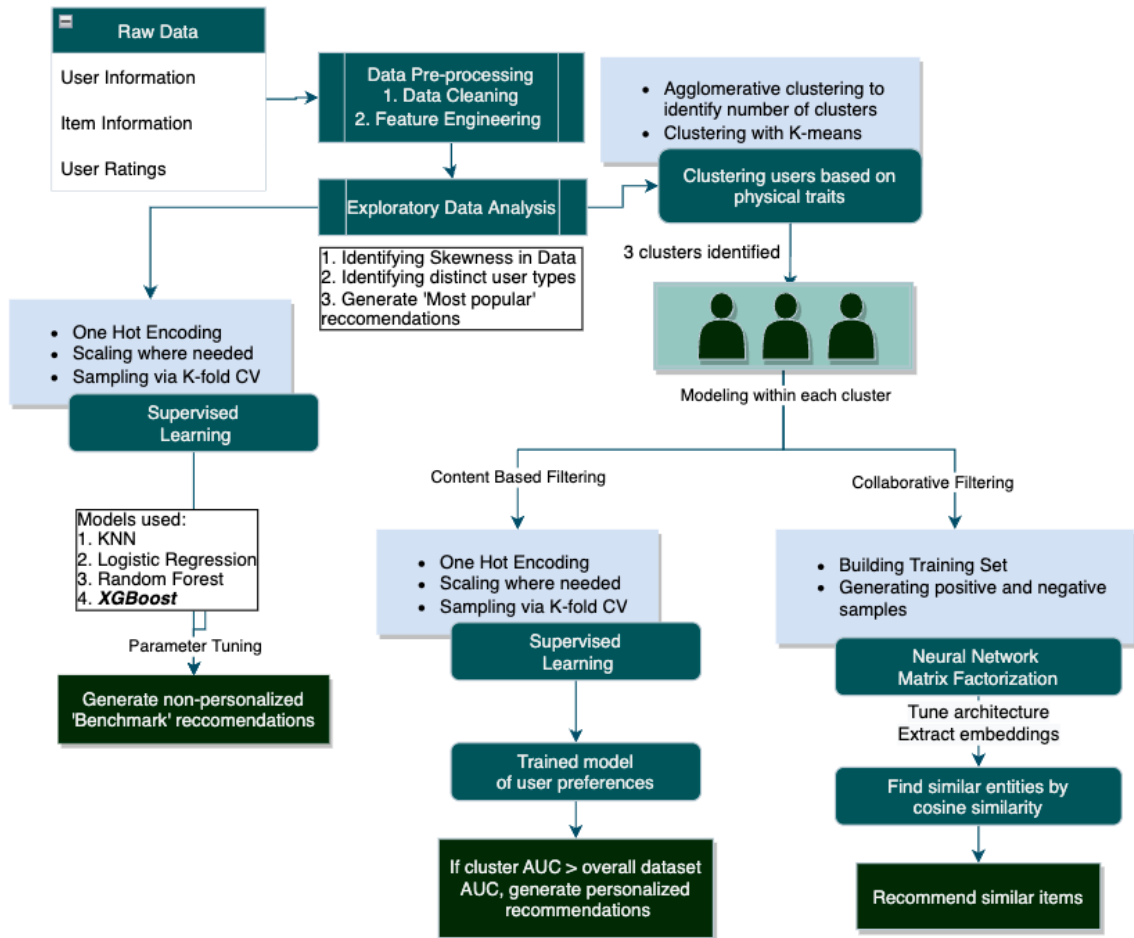 Raw Data
User Information
Item Information
User Ratings
Data Pre-processing
1. Data Cleaning
2. Feature Engineering
• Agglomerative clustering to
identify number of clusters
• Clustering with K-means
Clustering users based on
physical traits
Exploratory Data Analysis
1. Identifying Skewness in Data
2. Identifying distinct user types
3. Generate 'Most popular'
reccomendations
3 clusters identified
• One Hot Encoding
• Scaling where needed
• Sampling via K-fold CV
Supervised
Learning
Models used:
1. KNN
2. Logistic Regression
3. Random Forest
4. XGBoost
Parameter Tuning
Generate non-personalized
'Benchmark' reccomendations
Modeling within each cluster
Content Based Filtering
• One Hot Encoding
• Scaling where needed
• Sampling via K-fold CV
Supervised
Learning
Trained model
of user preferences
If cluster AUC > overall dataset
AUC, generate personalized
recommendations
Collaborative Filtering
• Building Training Set
• Generating positive and negative
samples
Neural Network
Matrix Factorization
Tune architecture
Extract embeddings
Find similar entities by
cosine similarity
Recommend similar items